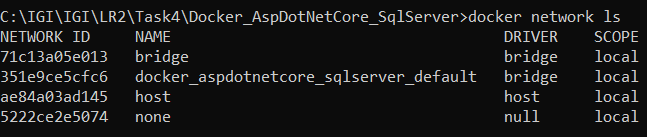 C:\IGI\IGI\LR2\Task4\Docker_AspDotNetCore_SqlServer>docker network ls
NETWORK ID     NAME                                    DRIVER    SCOPE
71c13a05e013   bridge                                  bridge    local
351e9ce5cfc6   docker_aspdotnetcore_sqlserver_default   bridge    local
ae84a03ad145   host                                    host      local
5222ce2e5074   none                                    null      local